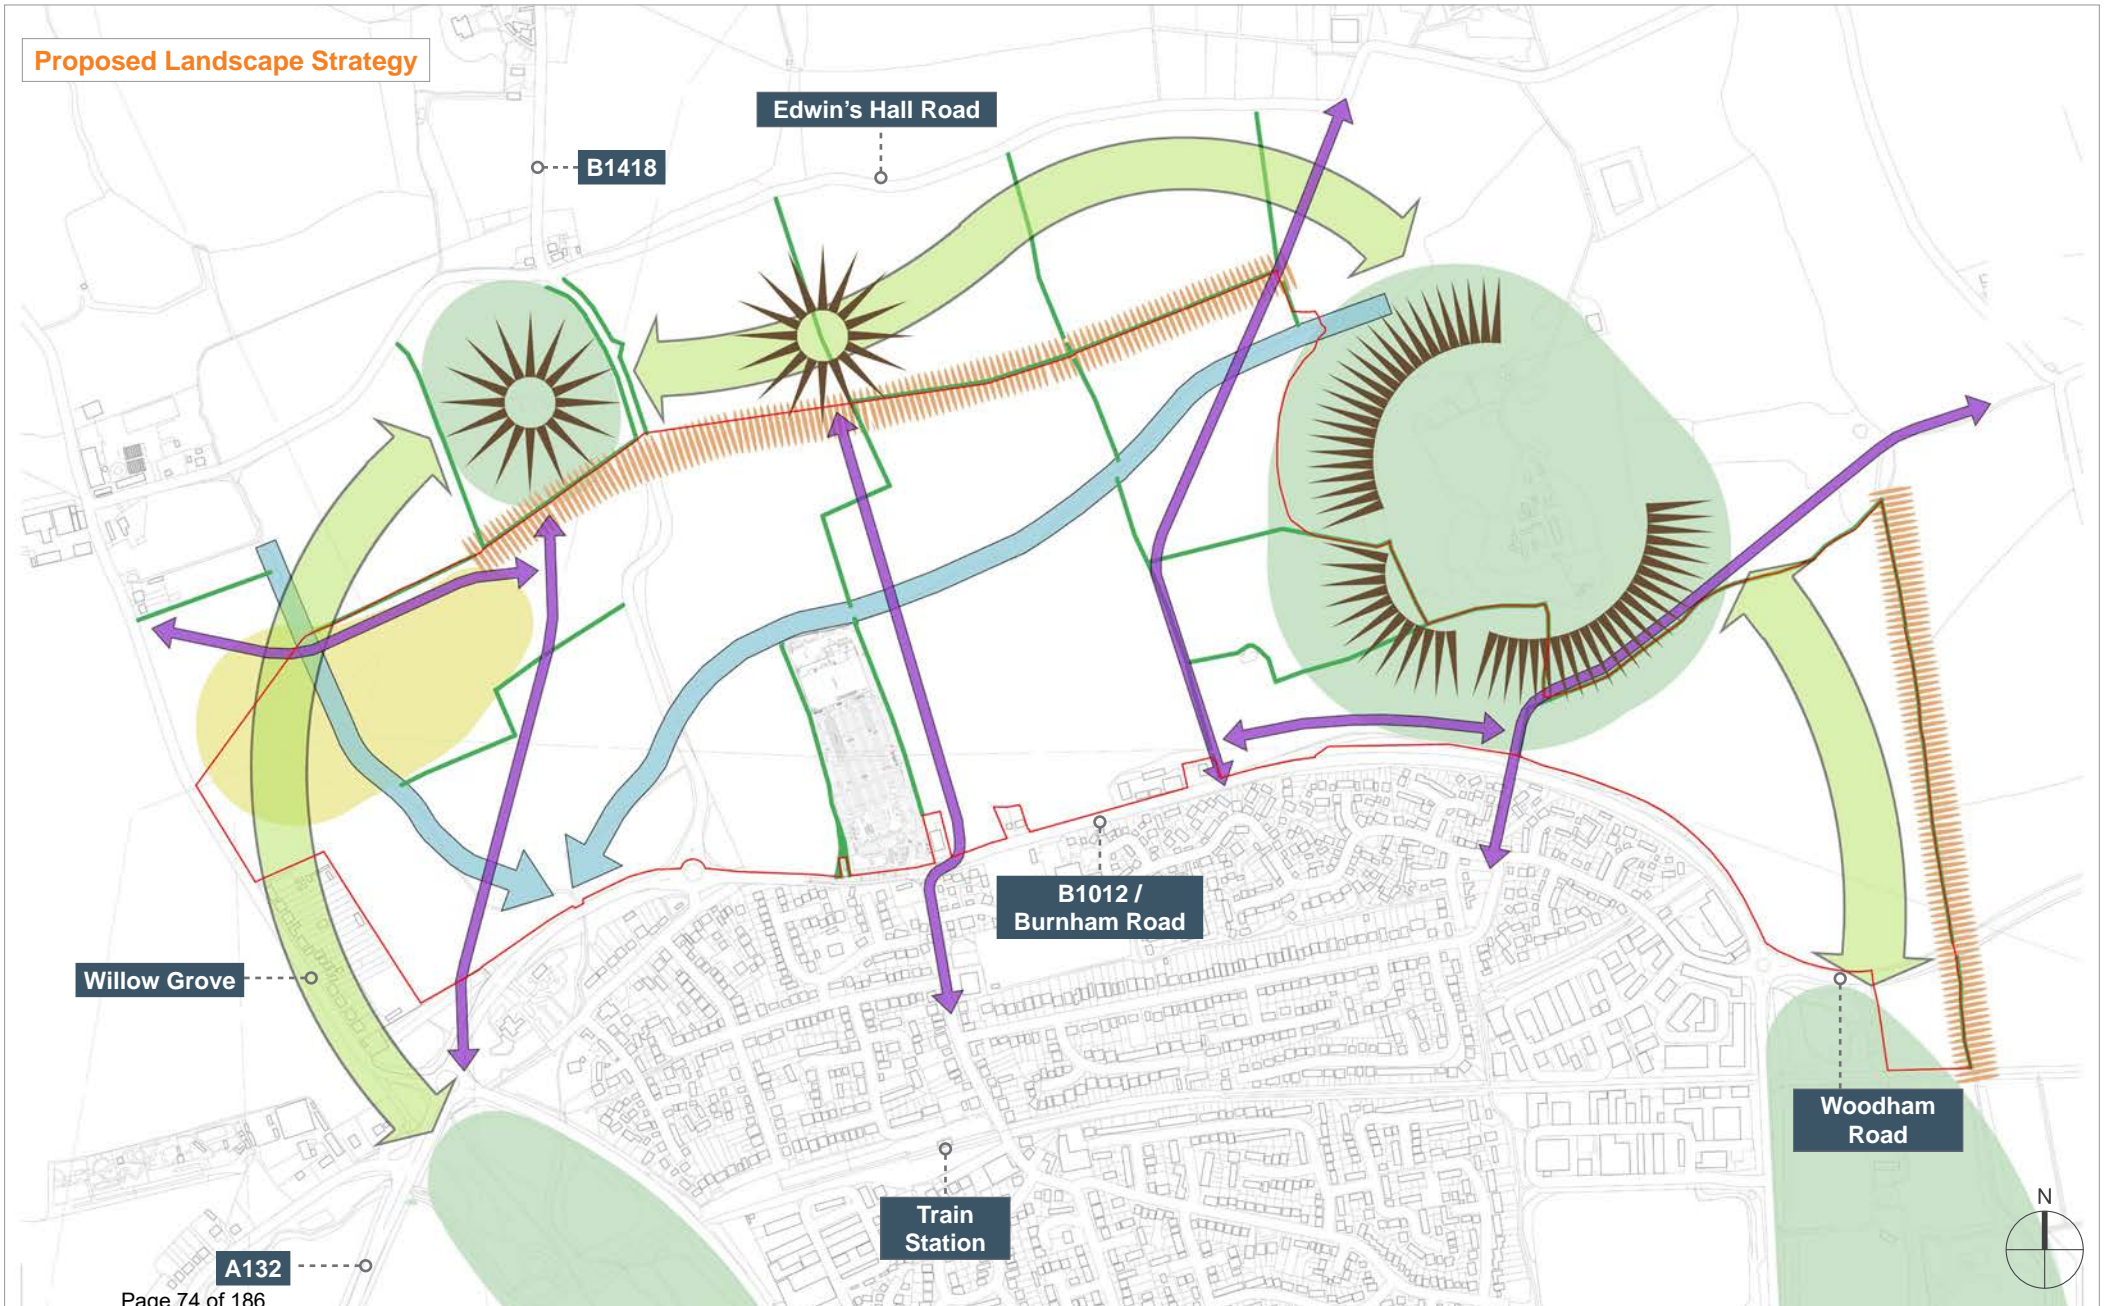 Proposed Landscape Strategy
Edwin's Hall Road
B1418
B1012 /
Burnham Road
Willow Grove
Woodham
Road
Train
Station
N
A132
Page 74 of 186